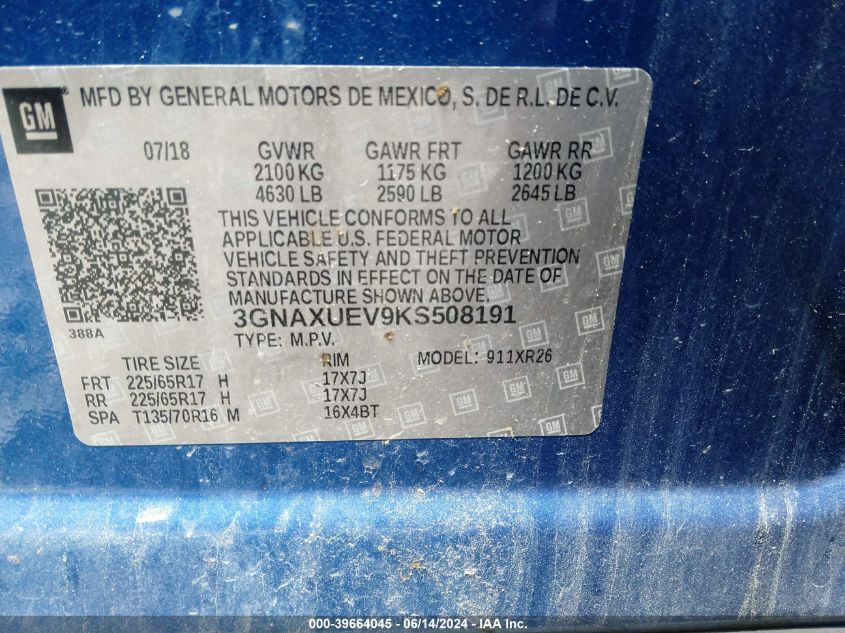 GM
MFD BY GENERAL MOTORS DE MEXICO, S. DE R.L. DE C.V.
07/18 GVWR GAWR FRT GAWR RR
2100 KG 1175 KG 1200 KG
4630 LB 2590 LB 2645 LB
THIS VEHICLE CONFORMS TO ALL
APPLICABLE U.S. FEDERAL MOTOR
VEHICLE SAFETY AND THEFT PREVENTION
STANDARDS IN EFFECT ON THE DATE OF
MANUFACTURE SHOWN ABOVE.
388A 3GNAXUEV9KS508191
TYPE: M.P.V. MODEL: 911XR26
TIRE SIZE RIM
FRT 225/65R17 H 17X7J
RR 225/65R17 H 17X7J
SPA T135/70R16 M 16X4BT
000-39664045 - 06/14/2024 - IAA Inc.